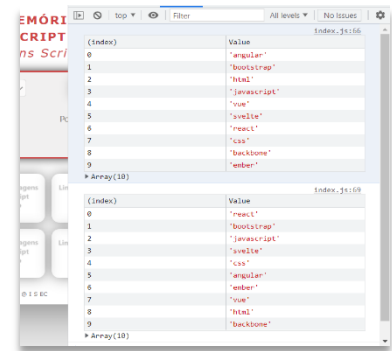 EMÓRI
CRIPT
ns Scri
top
Filter
All levels
No Issues
index.js:66
(index) Value
0 'angular'
1 'bootstrap'
2 'html'
3 'javascript'
4 'vue'
5 'svelte'
6 'react'
7 'css'
8 'backbone'
9 'ember'
Array(10)
index.js:69
(index) Value
0 'react'
1 'bootstrap'
2 'javascript'
3 'svelte'
4 'css'
5 'angular'
6 'ember'
7 'vue'
8 'html'
9 'backbone'
Array(10)